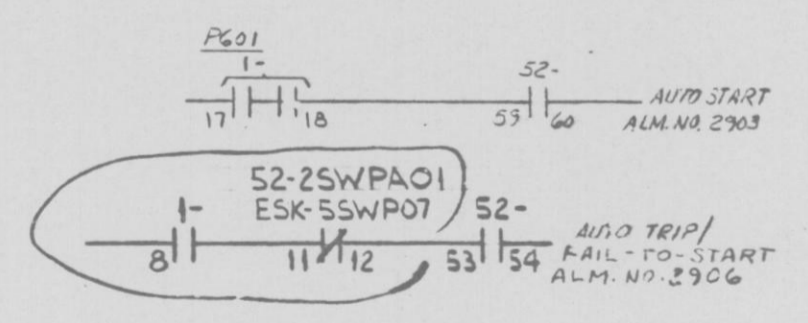 P601
1-
52-
17 18 59 60 AUTO START
ALM. NO. 2903
52-2SWPA01
1- ESK-5SWP07 52-
AUTO TRIP/
8 11 12 53 54 FAIL-TO-START
ALM. NO. 2906